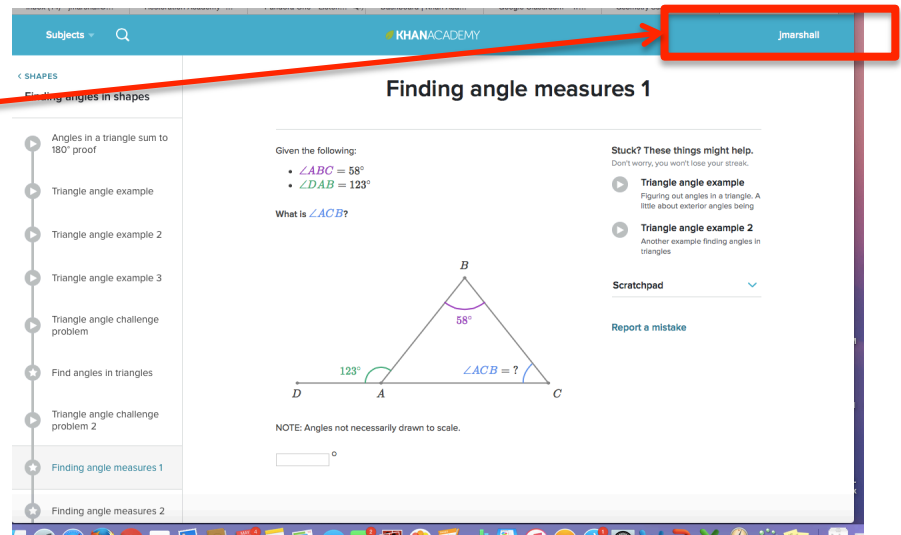 Subjects
KHANACADEMY
jmarshall
< SHAPES
Finding angles in shapes
Angles in a triangle sum to
180° proof
Triangle angle example
Triangle angle example 2
Triangle angle example 3
Triangle angle challenge
problem
Find angles in triangles
Triangle angle challenge
problem 2
Finding angle measures 1
Finding angle measures 2
Finding angle measures 1
Given the following:
• ∠ABC = 58°
• ∠DAB = 123°
What is ∠ACB?
B
58°
123°
∠ACB = ?
D
A
C
NOTE: Angles not necessarily drawn to scale.
°
Stuck? These things might help.
Don't worry, you won't lose your streak.
Triangle angle example
Figuring out angles in a triangle. A
little about exterior angles being
Triangle angle example 2
Another example finding angles in
triangles
Scratchpad
Report a mistake